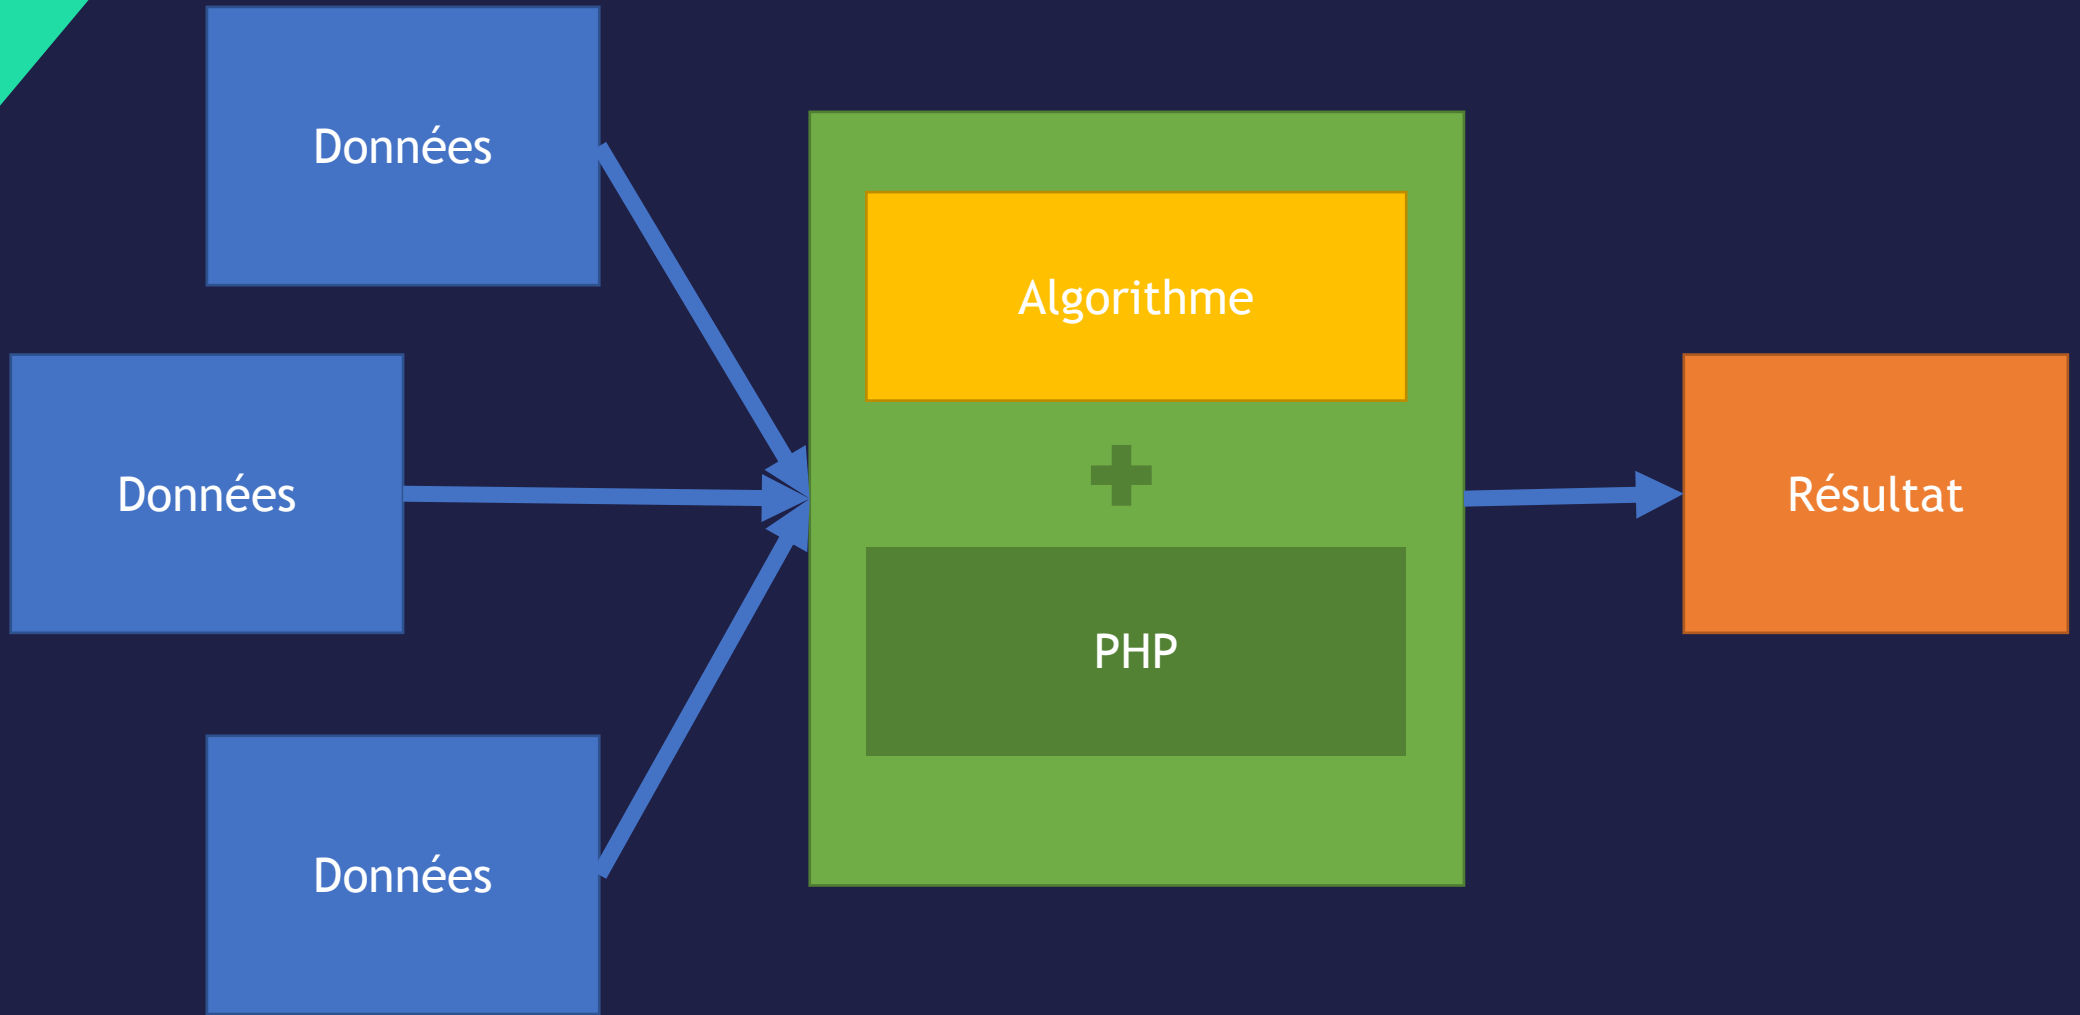 Données
Données
Données
Algorithme
PHP
Résultat